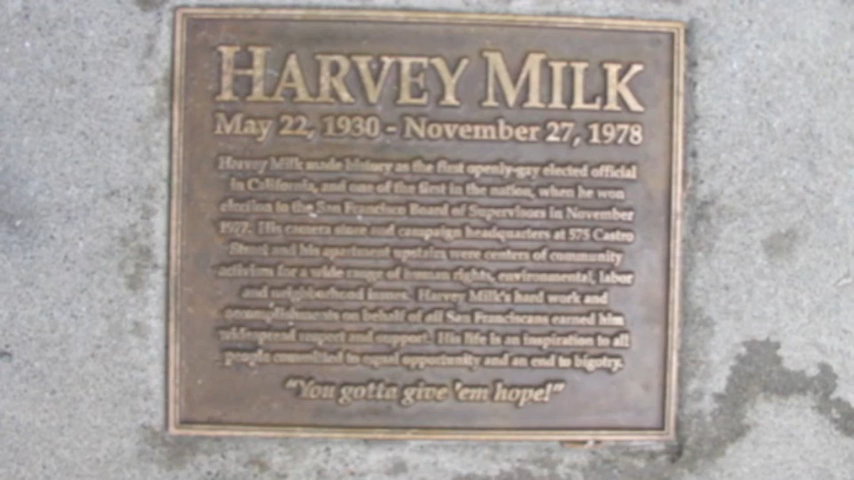 HARVEY MILK
May 22, 1930 - November 27, 1978
Harvey Milk made history as the first openly-gay elected official
in California, and one of the first in the nation, when he won
election to the San Francisco Board of Supervisors in November
1977. His camera store and campaign headquarters at 575 Castro
Street and his apartment upstairs were centers of community
activism for a wide range of human rights, environmental, labor
and neighborhood issues. Harvey Milk's hard work and
accomplishments on behalf of all San Franciscans earned him
widespread respect and support. His life is an inspiration to all
people committed to equal opportunity and an end to bigotry.
"You gotta give 'em hope!"